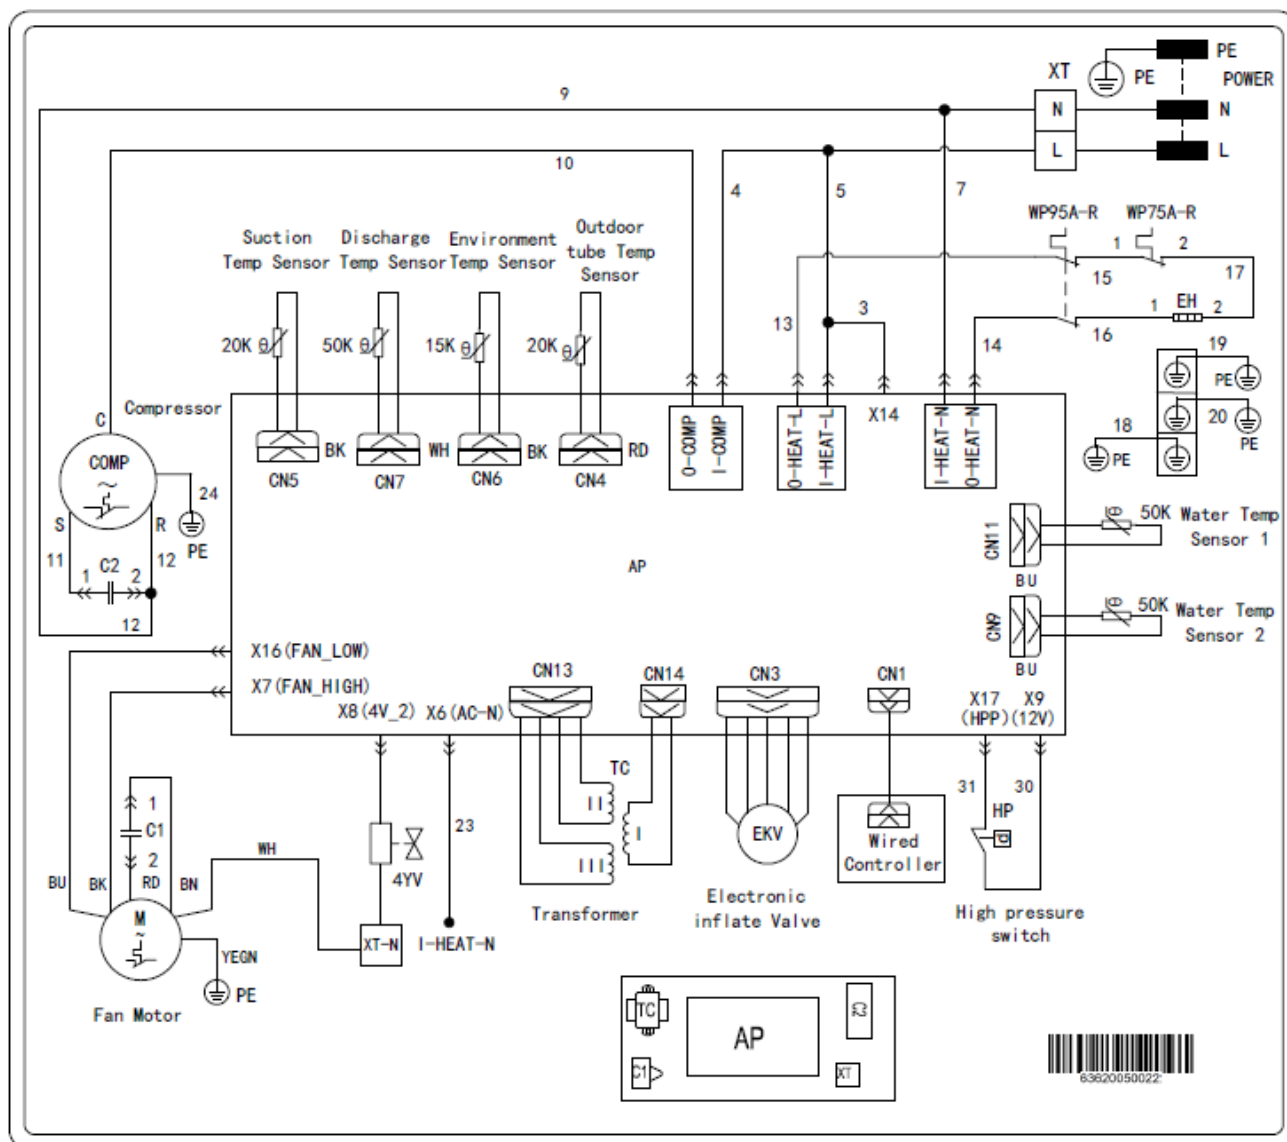 PE
XT
PE
POWER
9
N
N
10
L
L
4
5
7
WP95A-R
WP75A-R
Suction
Temp Sensor
Discharge
Temp Sensor
Environment
Temp Sensor
Outdoor
tube Temp
Sensor
1
2
15
17
3
1
EH
2
13
14
16
20K θ
50K θ
15K θ
20K θ
19
PE
X14
Compressor
C
O-COMP
I-COMP
O-HEAT-L
I-HEAT-L
I-HEAT-N
O-HEAT-N
18
20
PE
PE
BK
WH
BK
RD
COMP
~
CN5
CN7
CN6
CN4
24
S
R
PE
θ
50K
Water Temp
Sensor 1
CN11
11
12
C2
1
2
AP
BU
θ
50K
Water Temp
Sensor 2
CN9
12
BU
X16(FAN_LOW)
X7(FAN_HIGH)
X8(4V_2)
X6(AC-N)
CN13
CN14
CN3
CN1
X17
(HPP)
X9
(12V)
TC
II
I
III
31
30
1
C1
2
23
HP
P
EKV
Wired
Controller
WH
BU
BK
RD
BN
4YV
M
~
Transformer
Electronic
inflate Valve
High pressure
switch
XT-N
I-HEAT-N
YEGN
PE
Fan Motor
TC
C2
AP
C1
XT
63620050022